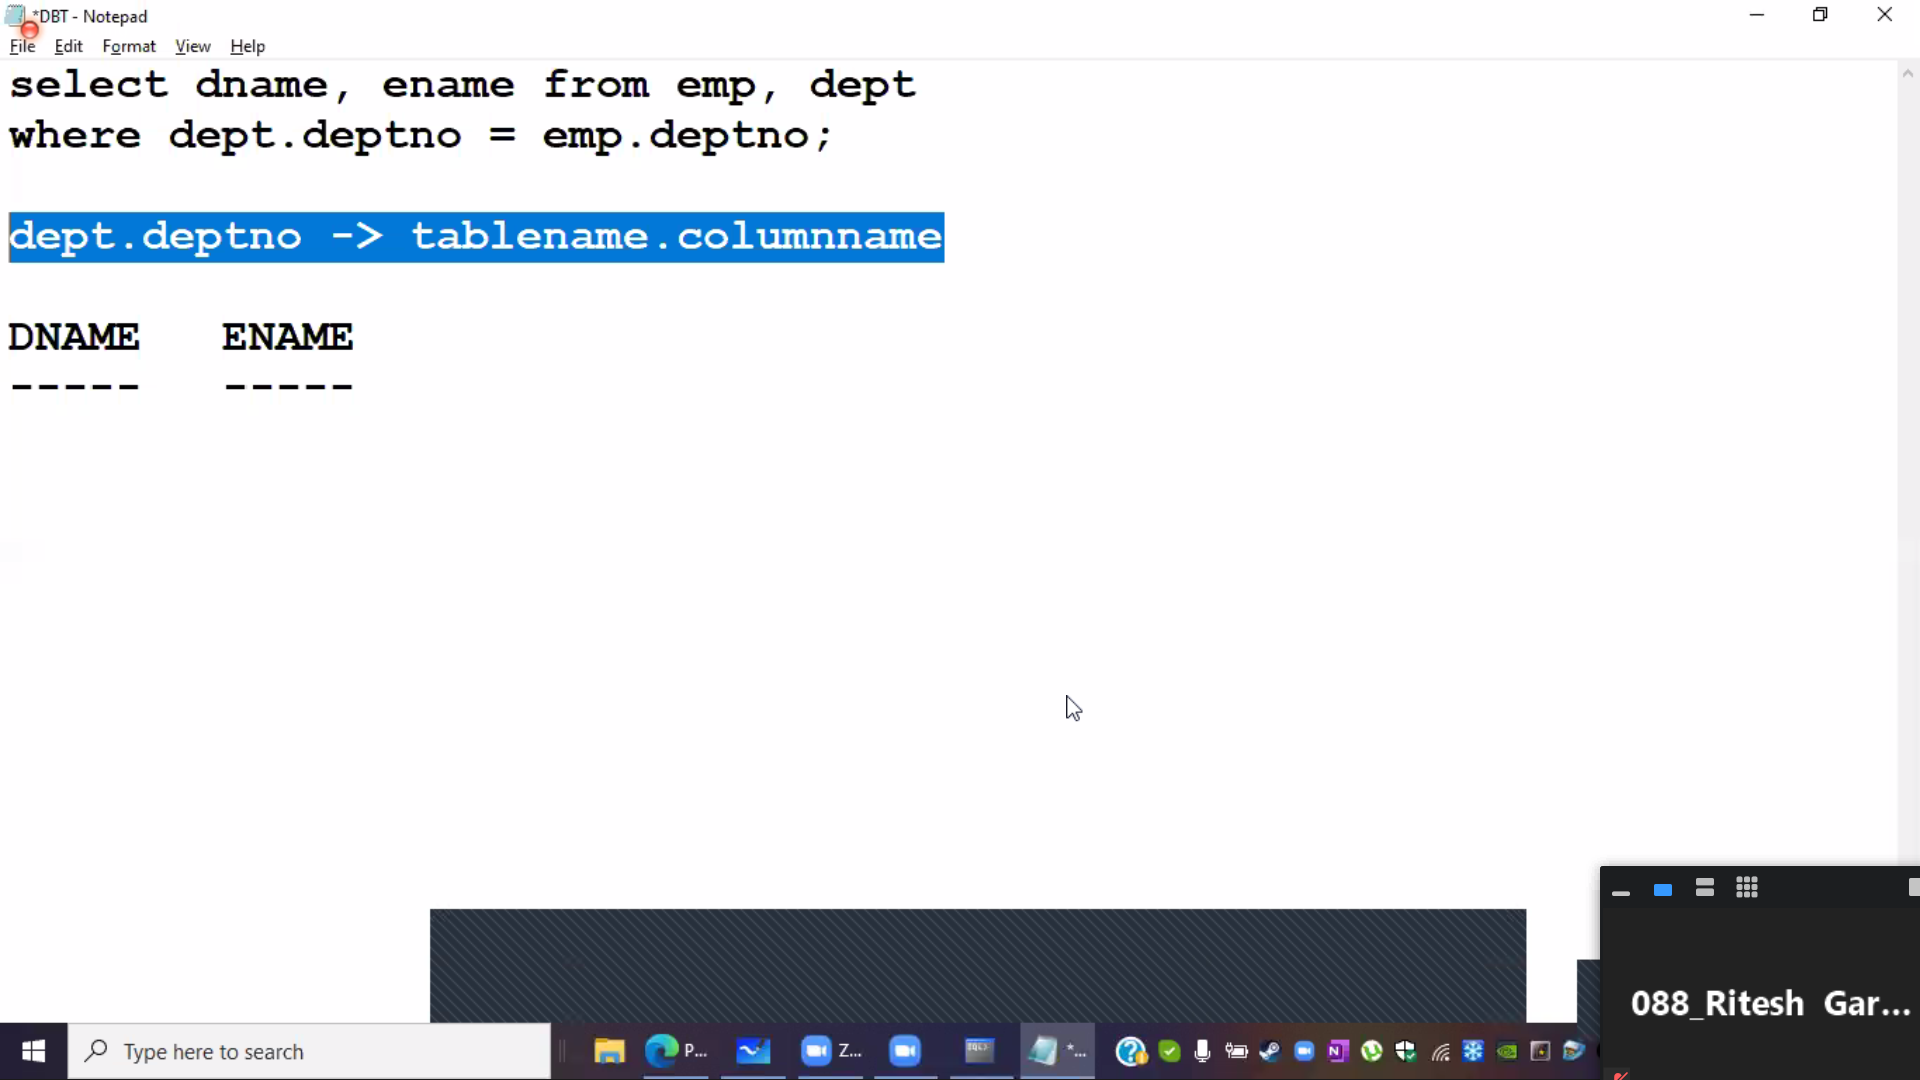 *DBT - Notepad
File Edit Format View Help
select dname, ename from emp, dept
where dept.deptno = emp.deptno;
dept.deptno -> tablename.columnname
DNAME ENAME
----- -----
088_Ritesh Gar...
Type here to search
P...
Z...
*...